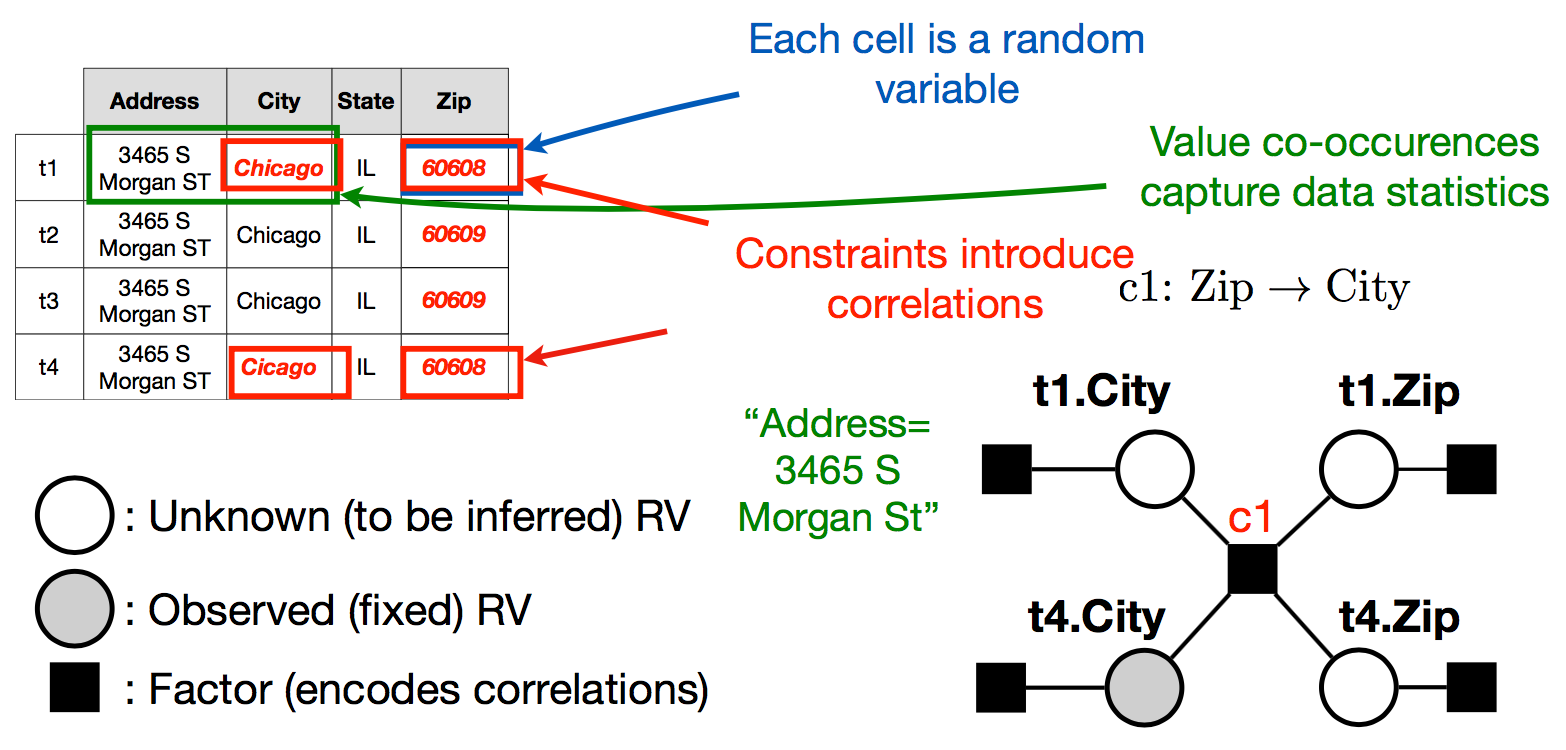 Each cell is a random
variable
Address City State Zip
t1 3465 S Morgan ST Chicago IL 60608
t2 3465 S Morgan ST Chicago IL 60609
t3 3465 S Morgan ST Chicago IL 60609
t4 3465 S Morgan ST Cicago IL 60608
Value co-occurences
capture data statistics
Constraints introduce
correlations
c1: Zip → City
“Address=
3465 S
Morgan St”
t1.City
t1.Zip
c1
t4.City
t4.Zip
: Unknown (to be inferred) RV
: Observed (fixed) RV
: Factor (encodes correlations)